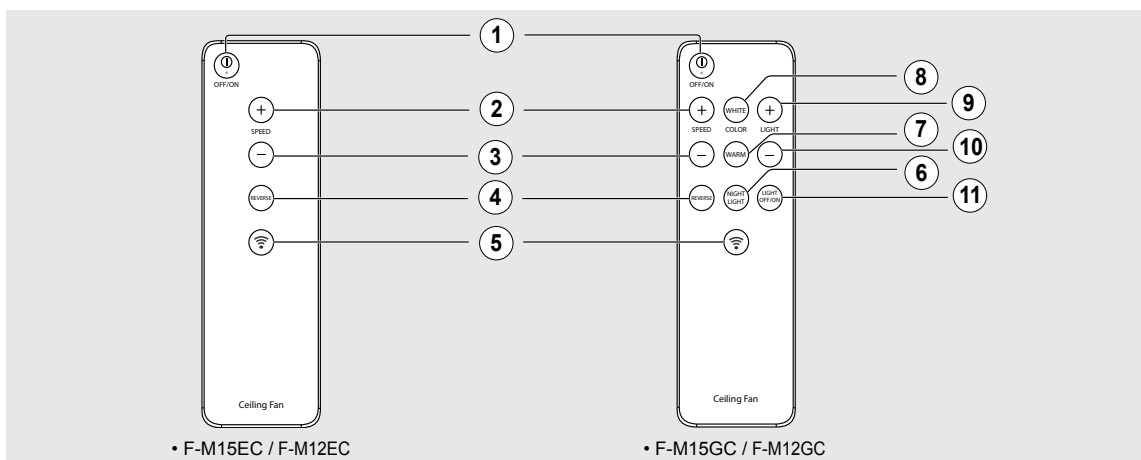 1
OFF/ON
OFF/ON
8
9
2
+
SPEED
+
SPEED
WHITE
COLOR
+
LIGHT
7
10
3
−
−
WARM
−
6
4
REVERSE
REVERSE
NIGHT
LIGHT
LIGHT
OFF/ON
11
5
Ceiling Fan
Ceiling Fan
• F-M15EC / F-M12EC
• F-M15GC / F-M12GC